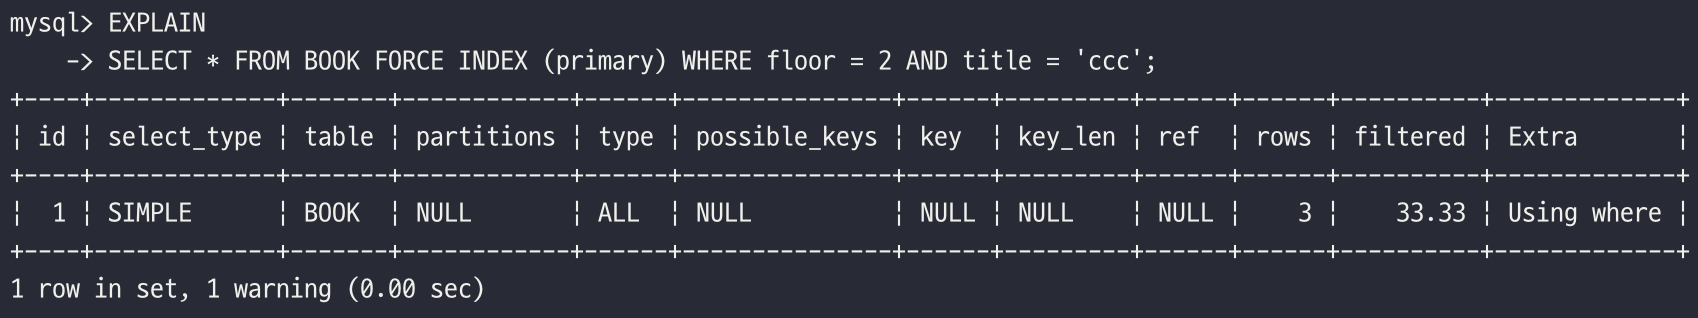 mysql> EXPLAIN
    -> SELECT * FROM BOOK FORCE INDEX (primary) WHERE floor = 2 AND title = 'ccc';
+----+-------------+-------+------------+------+---------------+------+---------+------+------+----------+-------------+
¦ id ¦ select_type ¦ table ¦ partitions ¦ type ¦ possible_keys ¦ key  ¦ key_len ¦ ref  ¦ rows ¦ filtered ¦ Extra       ¦
+----+-------------+-------+------------+------+---------------+------+---------+------+------+----------+-------------+
¦  1 ¦ SIMPLE      ¦ BOOK  ¦ NULL       ¦ ALL  ¦ NULL          ¦ NULL ¦ NULL    ¦ NULL ¦    3 ¦    33.33 ¦ Using where ¦
+----+-------------+-------+------------+------+---------------+------+---------+------+------+----------+-------------+
1 row in set, 1 warning (0.00 sec)